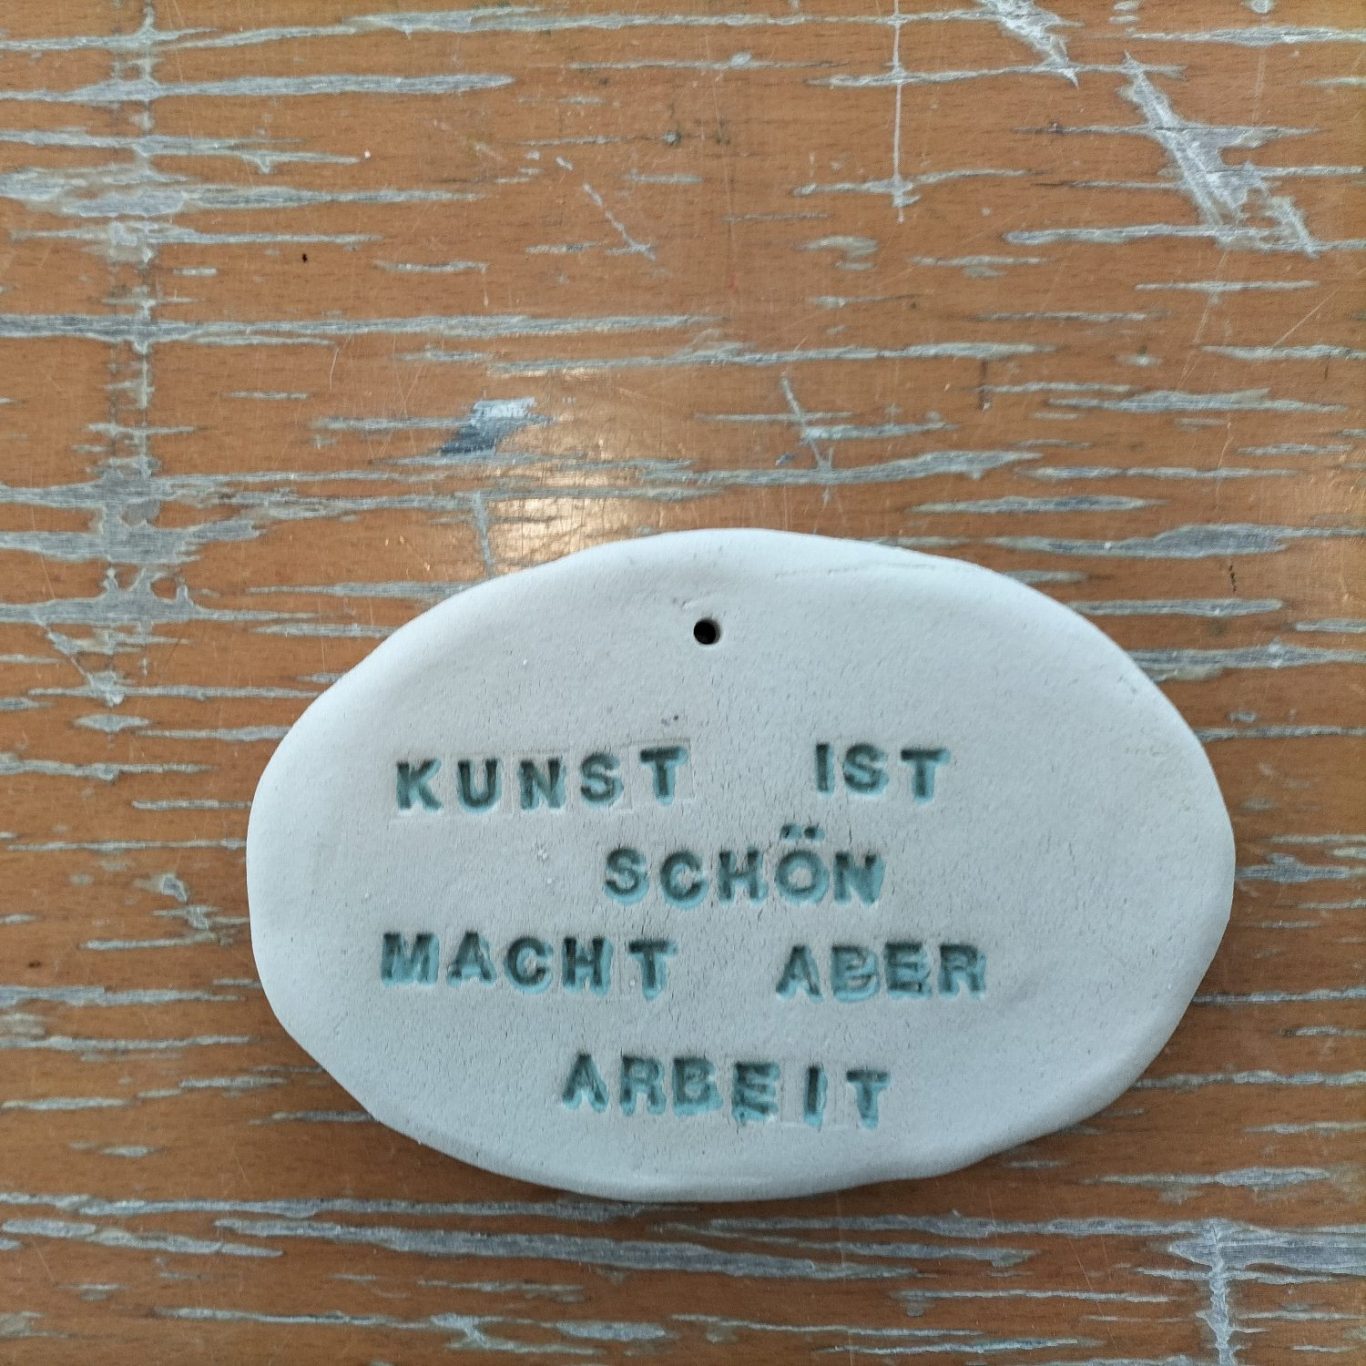 KUNST IST
SCHÖN
MACHT ABER
ARBEIT